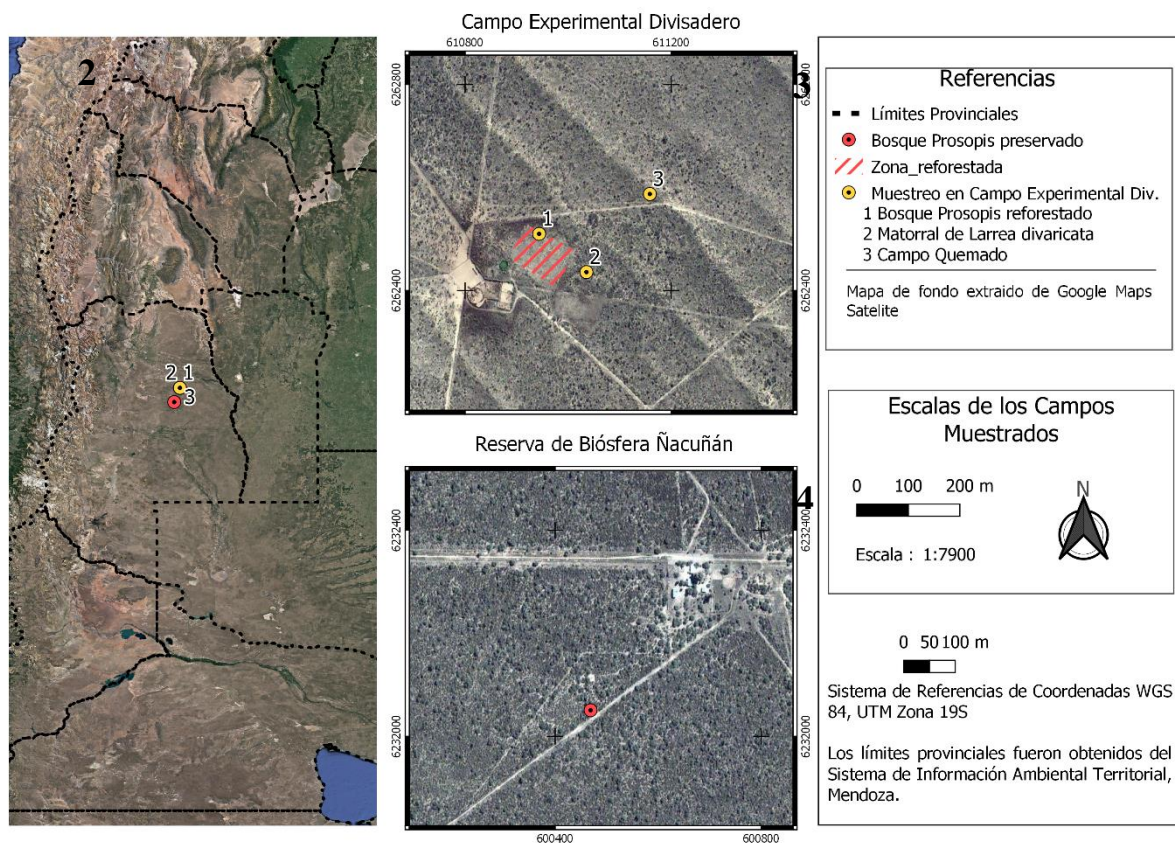 2
2 1
3
Campo Experimental Divisadero
610800
611200
6262800
6262800
3
3
1
2
6262400
6262400
Reserva de Biósfera Ñacuñán
4
6232400
6232400
6232000
6232000
600400
600800
Referencias
Límites Provinciales
Bosque Prosopis preservado
Zona_reforestada
Muestreo en Campo Experimental Div.
1 Bosque Prosopis reforestado
2 Matorral de Larrea divaricata
3 Campo Quemado
Mapa de fondo extraido de Google Maps
Satelite
Escalas de los Campos
Muestrados
0 100 200 m
N
Escala : 1:7900
0 50 100 m
Sistema de Referencias de Coordenadas WGS
84, UTM Zona 19S
Los límites provinciales fueron obtenidos del
Sistema de Información Ambiental Territorial,
Mendoza.